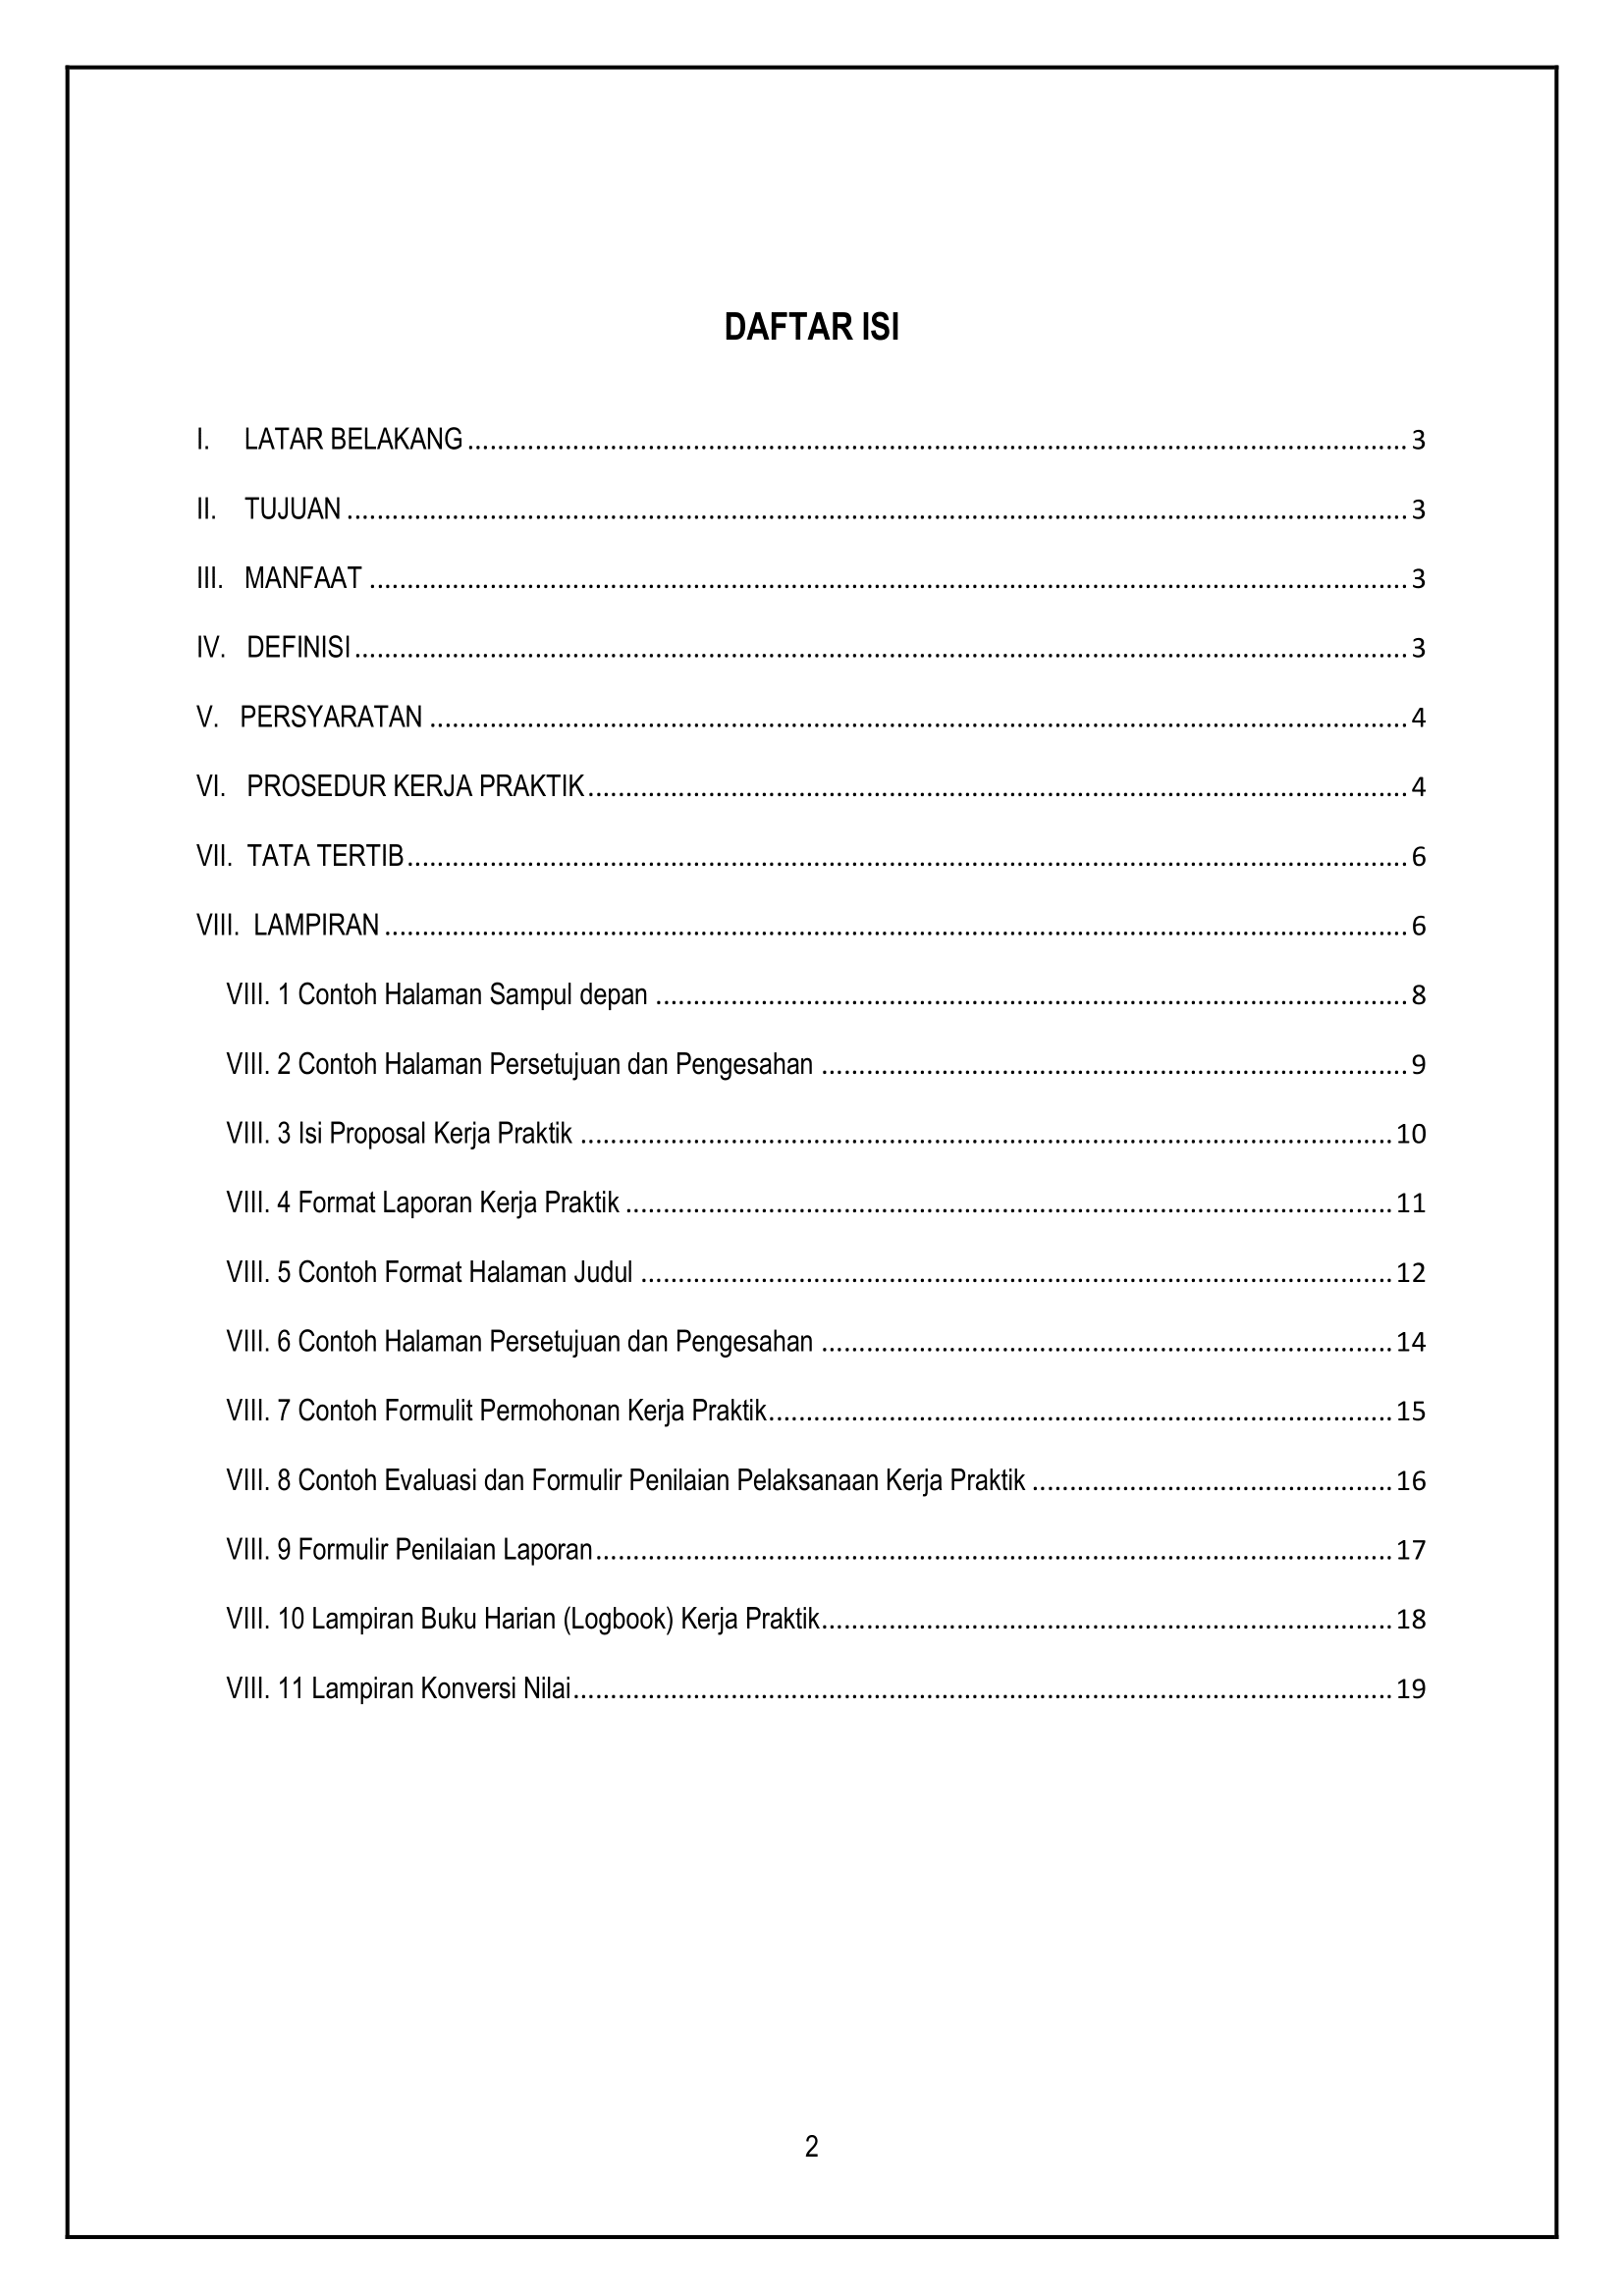 DAFTAR ISI
I. LATAR BELAKANG ........................................ 3
II. TUJUAN ........................................ 3
III. MANFAAT ........................................ 3
IV. DEFINISI ........................................ 3
V. PERSYARATAN ........................................ 4
VI. PROSEDUR KERJA PRAKTIK ........................................ 4
VII. TATA TERTIB ........................................ 6
VIII. LAMPIRAN ........................................ 6
VIII. 1 Contoh Halaman Sampul depan ........................................ 8
VIII. 2 Contoh Halaman Persetujuan dan Pengesahan ........................................ 9
VIII. 3 Isi Proposal Kerja Praktik ........................................ 10
VIII. 4 Format Laporan Kerja Praktik ........................................ 11
VIII. 5 Contoh Format Halaman Judul ........................................ 12
VIII. 6 Contoh Halaman Persetujuan dan Pengesahan ........................................ 14
VIII. 7 Contoh Formulit Permohonan Kerja Praktik ........................................ 15
VIII. 8 Contoh Evaluasi dan Formulir Penilaian Pelaksanaan Kerja Praktik ........................................ 16
VIII. 9 Formulir Penilaian Laporan ........................................ 17
VIII. 10 Lampiran Buku Harian (Logbook) Kerja Praktik ........................................ 18
VIII. 11 Lampiran Konversi Nilai ........................................ 19
2